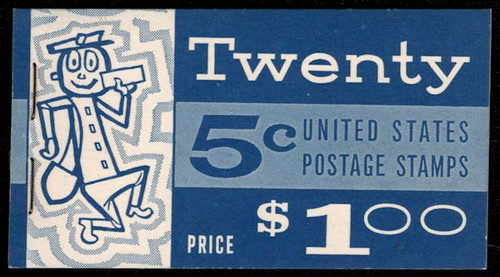 Twenty
5c UNITED STATES
POSTAGE STAMPS
PRICE $1.00